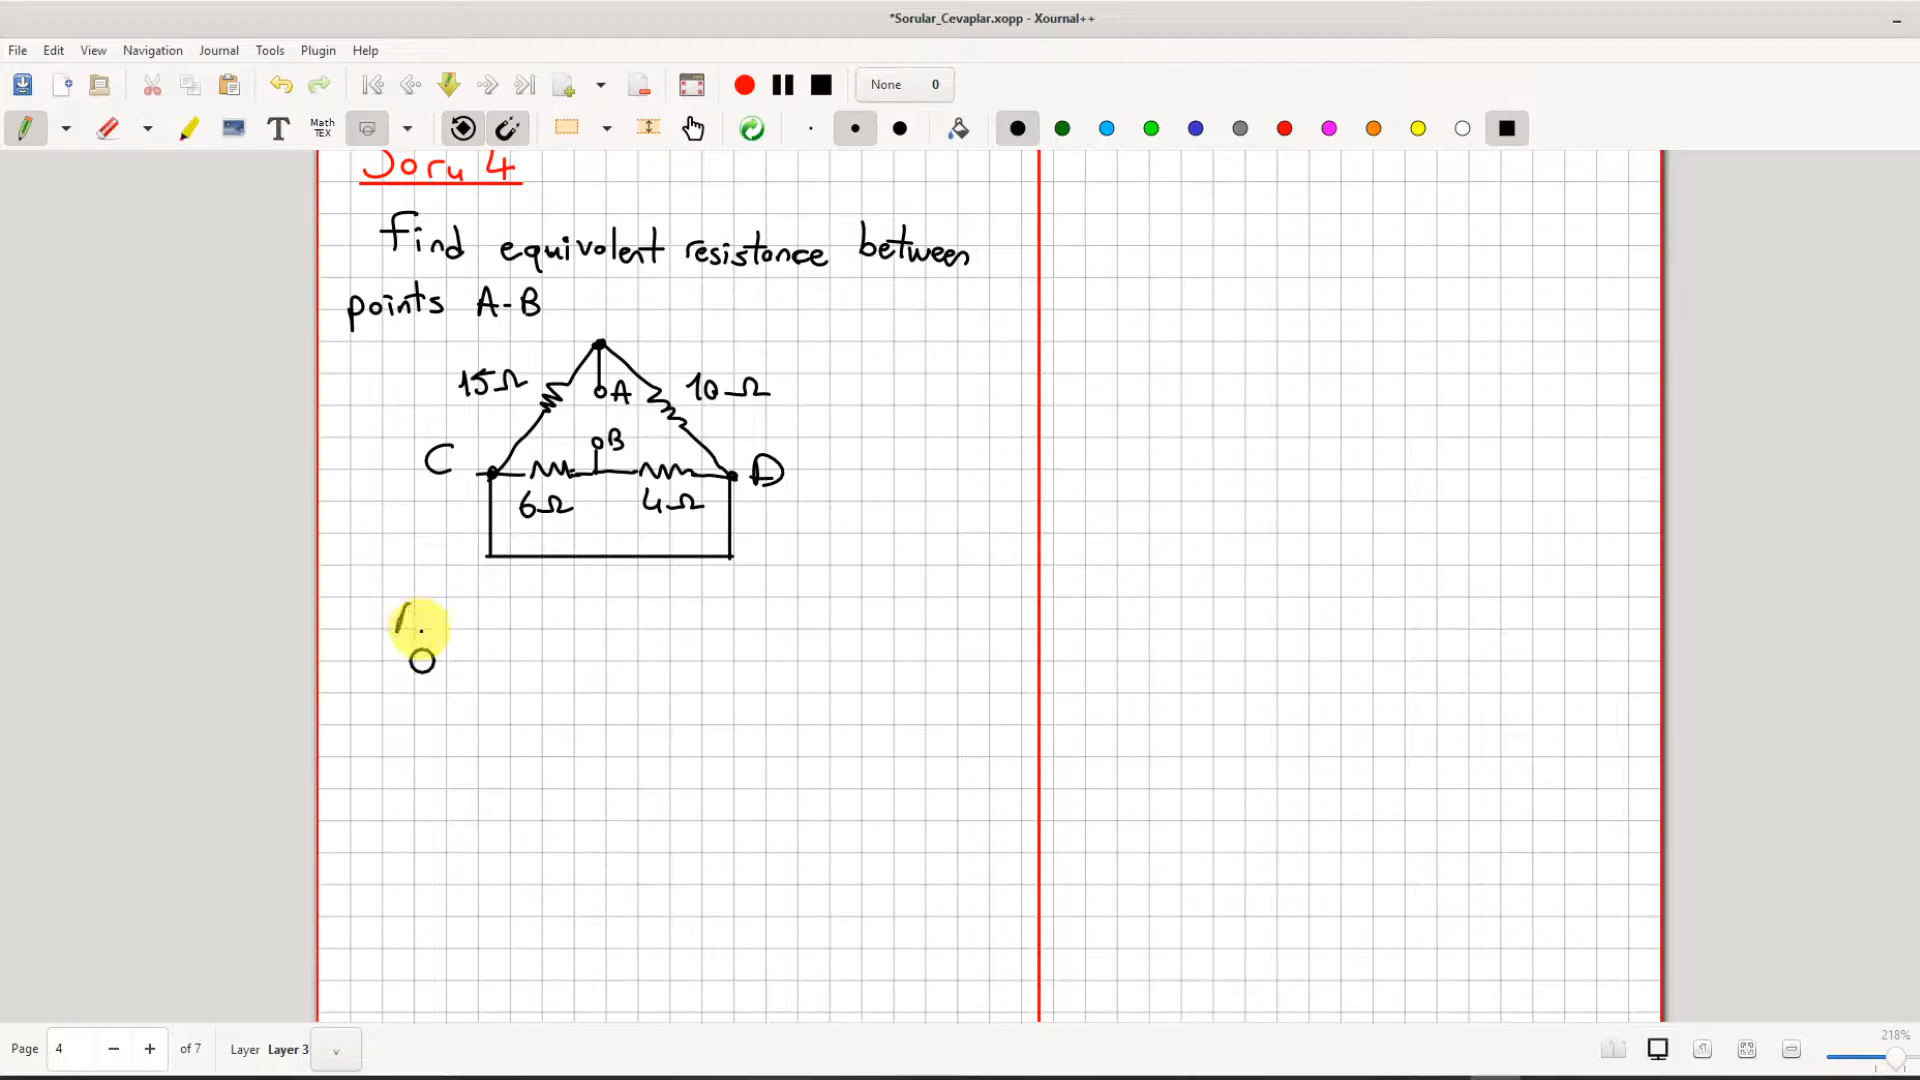 *Sorular_Cevaplar.xopp - Xournal++
File Edit View Navigation Journal Tools Plugin Help
None 0
T Math TEX
Soru 4
Find equivalent resistance between
points A-B
15Ω A 10Ω
C B D
6Ω 4Ω
Page 4 of 7 Layer Layer 3
218%